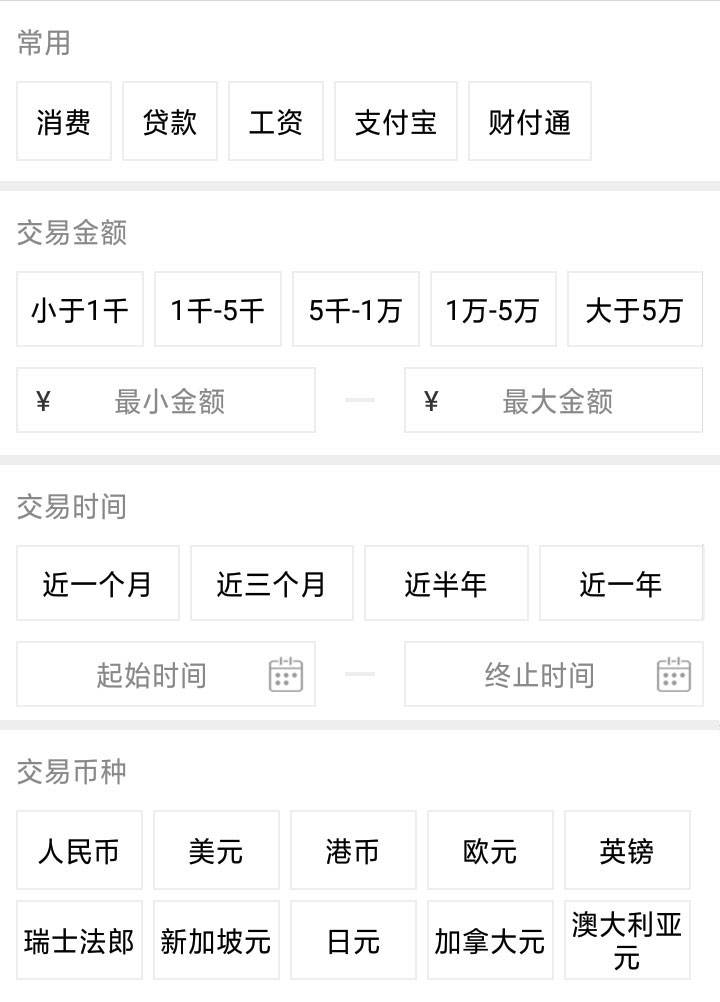 常用
消费 贷款 工资 支付宝 财付通
交易金额
小于1千 1千-5千 5千-1万 1万-5万 大于5万
¥ 最小金额 ¥ 最大金额
交易时间
近一个月 近三个月 近半年 近一年
起始时间 终止时间
交易币种
人民币 美元 港币 欧元 英镑
瑞士法郎 新加坡元 日元 加拿大元 澳大利亚
元